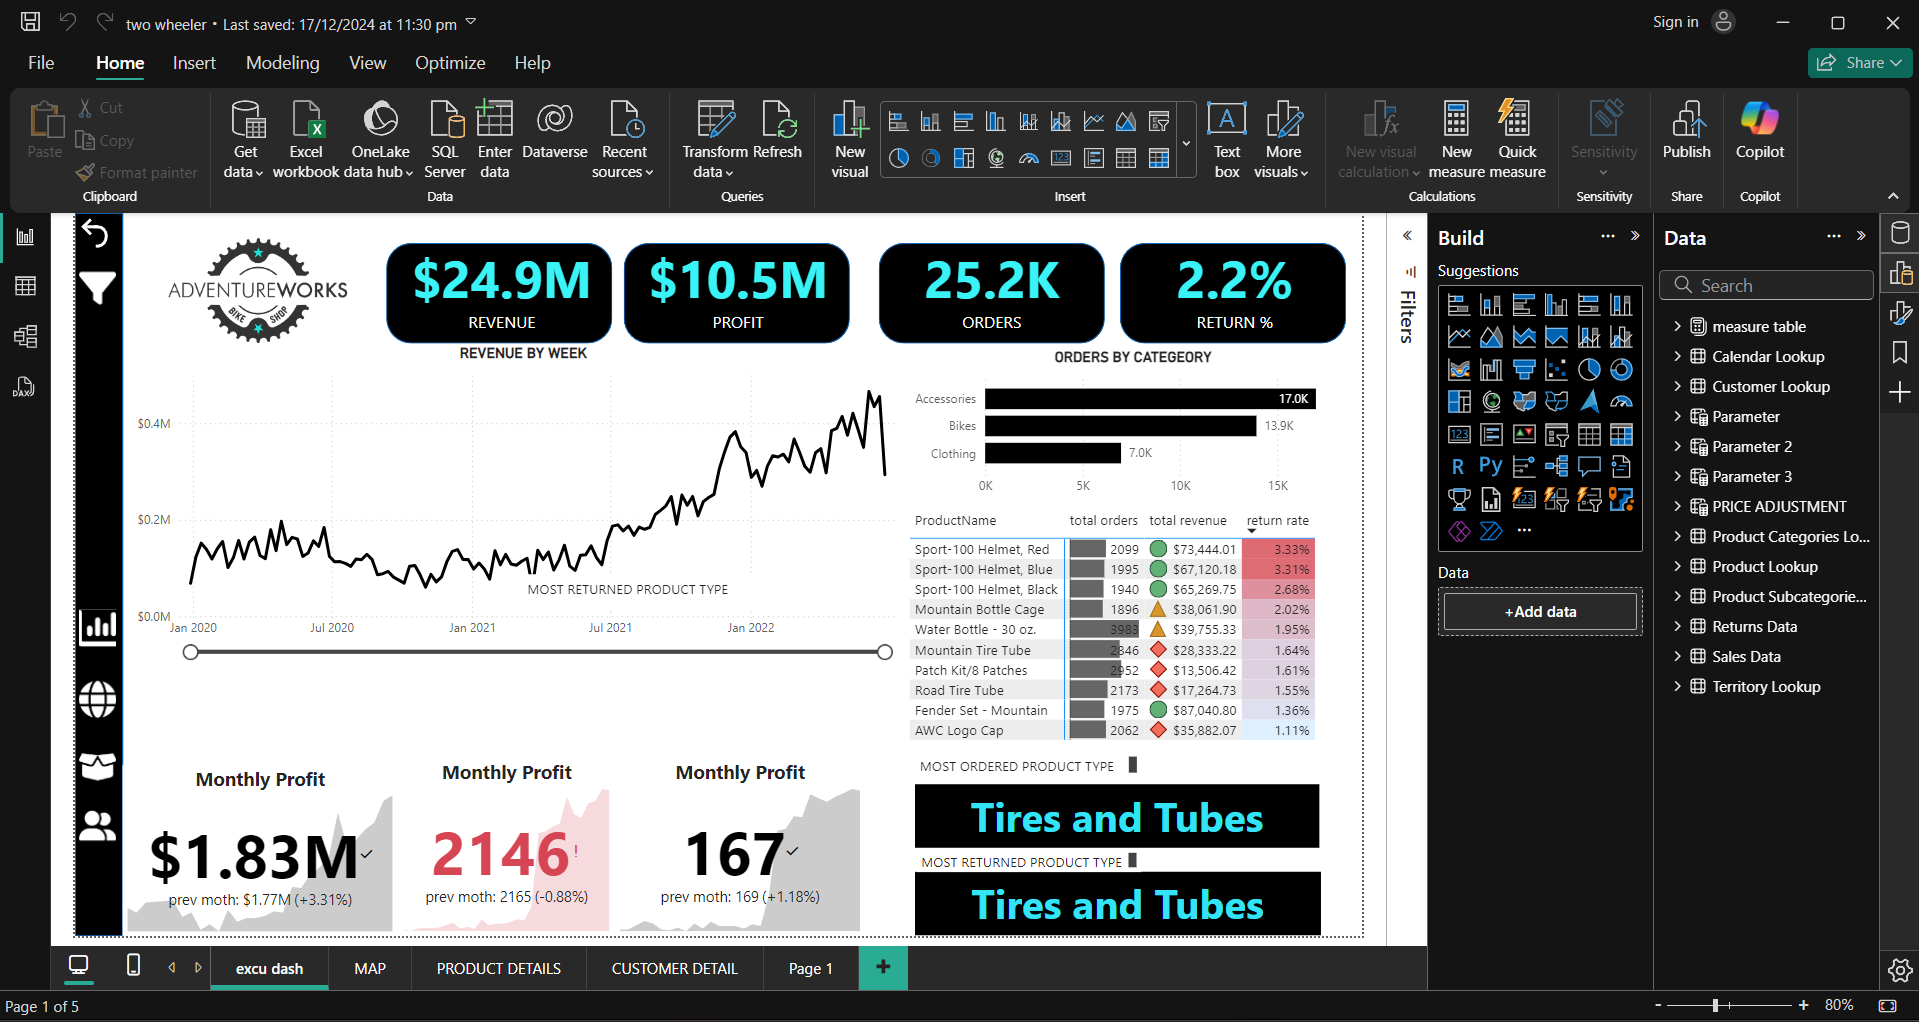 two wheeler • Last saved: 17/12/2024 at 11:30 pm
Sign in
File
Home
Insert
Modeling
View
Optimize
Help
Share
Paste
Cut
Copy
Format painter
Clipboard
Get data
Excel workbook
OneLake data hub
SQL Server
Enter data
Dataverse
Recent sources
Data
Transform data
Refresh
Queries
New visual
Text box
More visuals
Insert
New visual calculation
New measure
Quick measure
Calculations
Sensitivity
Sensitivity
Publish
Share
Copilot
Copilot
ADVENTUREWORKS
BIKE SHOP
$24.9M
REVENUE
$10.5M
PROFIT
25.2K
ORDERS
2.2%
RETURN %
REVENUE BY WEEK
$0.4M
$0.2M
$0.0M
Jan 2020
Jul 2020
Jan 2021
Jul 2021
Jan 2022
MOST RETURNED PRODUCT TYPE
ORDERS BY CATEGEORY
Accessories 17.0K
Bikes 13.9K
Clothing 7.0K
0K 5K 10K 15K
ProductName total orders total revenue return rate
Sport-100 Helmet, Red 2099 $73,444.01 3.33%
Sport-100 Helmet, Blue 1995 $67,120.18 3.31%
Sport-100 Helmet, Black 1940 $65,269.75 2.68%
Mountain Bottle Cage 1896 $38,061.90 2.02%
Water Bottle - 30 oz. 3983 $39,755.33 1.95%
Mountain Tire Tube 2846 $28,333.22 1.64%
Patch Kit/8 Patches 2952 $13,506.42 1.61%
Road Tire Tube 2173 $17,264.73 1.55%
Fender Set - Mountain 1975 $87,040.80 1.36%
AWC Logo Cap 2062 $35,882.07 1.11%
Monthly Profit
$1.83M
prev moth: $1.77M (+3.31%)
Monthly Profit
2146!
prev moth: 2165 (-0.88%)
Monthly Profit
167
prev moth: 169 (+1.18%)
MOST ORDERED PRODUCT TYPE
Tires and Tubes
MOST RETURNED PRODUCT TYPE
Tires and Tubes
Filters
Build
Suggestions
123
R
Py
123
Data
+Add data
Data
Search
measure table
Calendar Lookup
Customer Lookup
Parameter
Parameter 2
Parameter 3
PRICE ADJUSTMENT
Product Categories Lo...
Product Lookup
Product Subcategorie...
Returns Data
Sales Data
Territory Lookup
excu dash
MAP
PRODUCT DETAILS
CUSTOMER DETAIL
Page 1
Page 1 of 5
80%